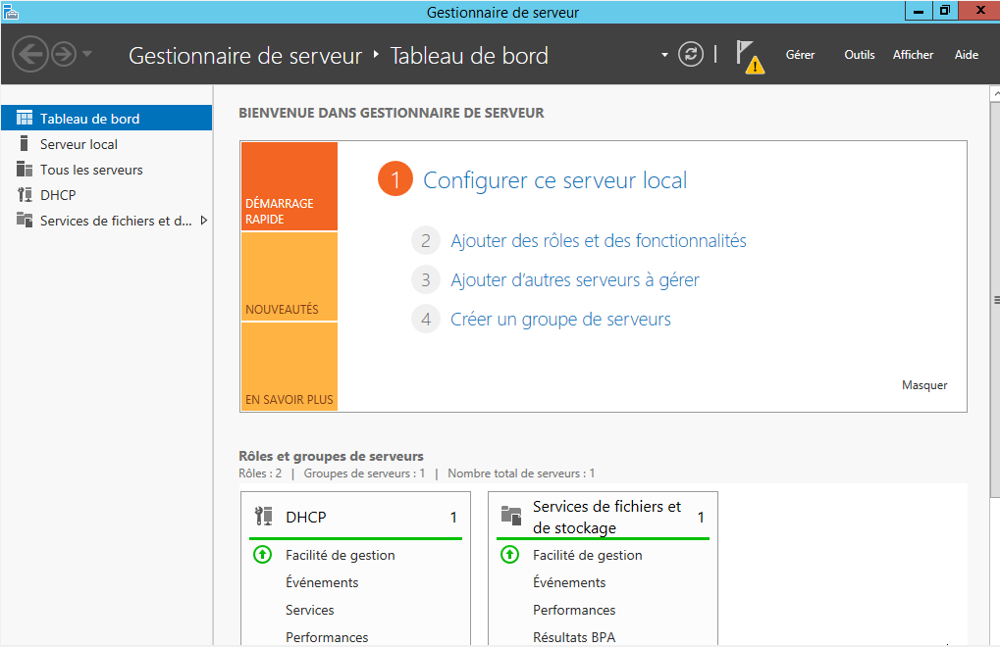 Gestionnaire de serveur
Gestionnaire de serveur ‣ Tableau de bord
Gérer Outils Afficher Aide
Tableau de bord
Serveur local
Tous les serveurs
DHCP
Services de fichiers et d...
BIENVENUE DANS GESTIONNAIRE DE SERVEUR
DÉMARRAGE
RAPIDE
NOUVEAUTÉS
EN SAVOIR PLUS
1 Configurer ce serveur local
2 Ajouter des rôles et des fonctionnalités
3 Ajouter d'autres serveurs à gérer
4 Créer un groupe de serveurs
Masquer
Rôles et groupes de serveurs
Rôles : 2 | Groupes de serveurs : 1 | Nombre total de serveurs : 1
DHCP 1
Facilité de gestion
Événements
Services
Performances
Services de fichiers et
de stockage 1
Facilité de gestion
Événements
Performances
Résultats BPA